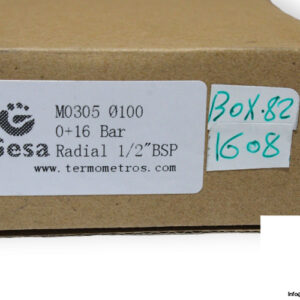 M0305 Ø100
0+16 Bar
Gesa Radial 1/2"BSP
www.termometros.com
BOX.82
1608